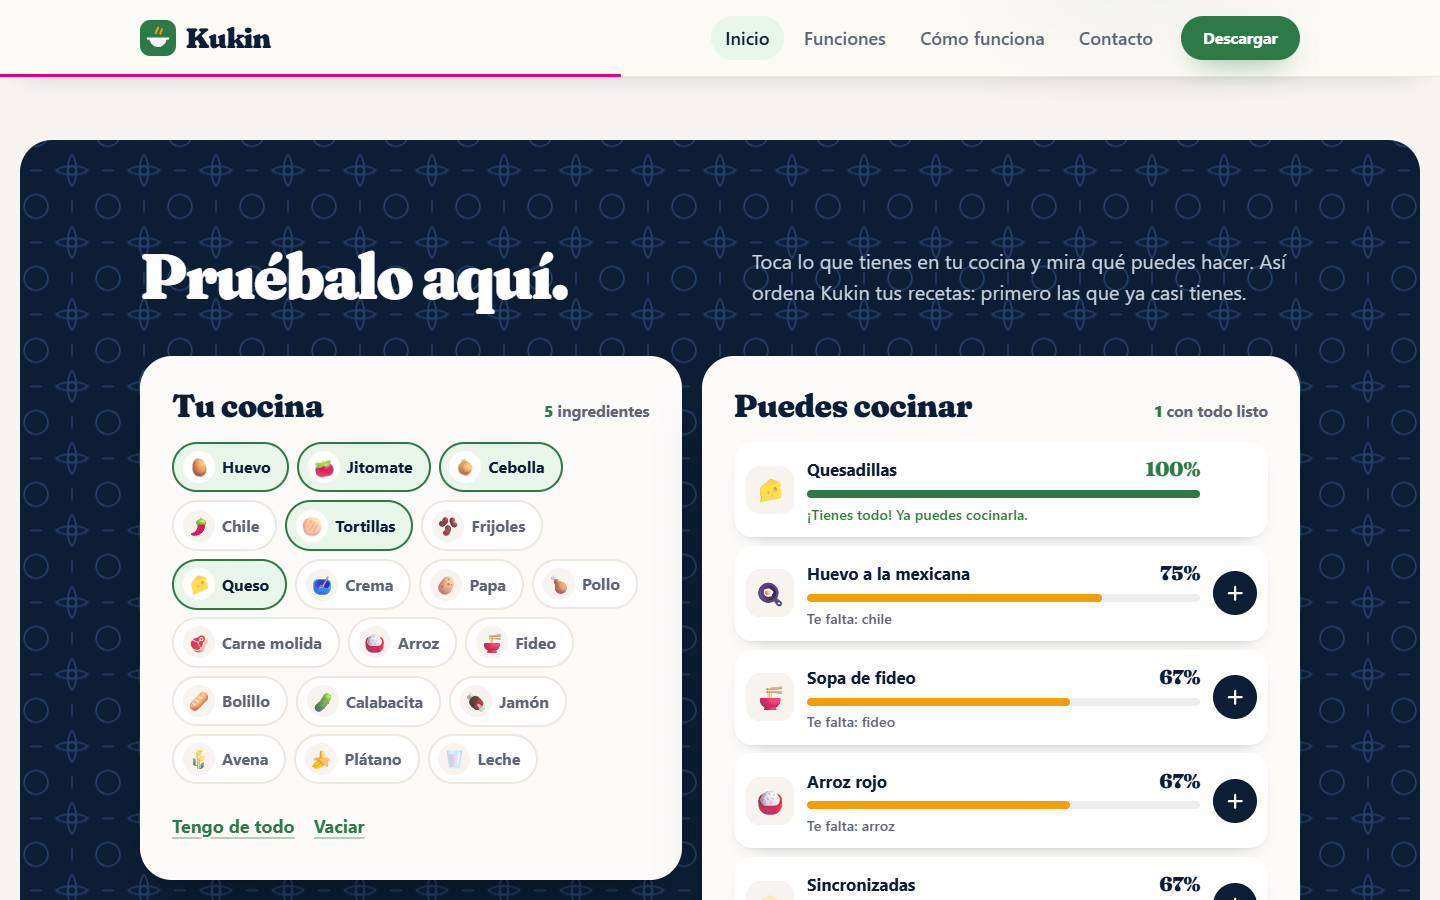 Kukin
Inicio
Funciones
Cómo funciona
Contacto
Descargar
Pruébalo aquí.
Toca lo que tienes en tu cocina y mira qué puedes hacer. Así
ordena Kukin tus recetas: primero las que ya casi tienes.
Tu cocina
5 ingredientes
Huevo
Jitomate
Cebolla
Chile
Tortillas
Frijoles
Queso
Crema
Papa
Pollo
Carne molida
Arroz
Fideo
Bolillo
Calabacita
Jamón
Avena
Plátano
Leche
Tengo de todo
Vaciar
Puedes cocinar
1 con todo listo
Quesadillas
100%
¡Tienes todo! Ya puedes cocinarla.
Huevo a la mexicana
75%
Te falta: chile
Sopa de fideo
67%
Te falta: fideo
Arroz rojo
67%
Te falta: arroz
Sincronizadas
67%